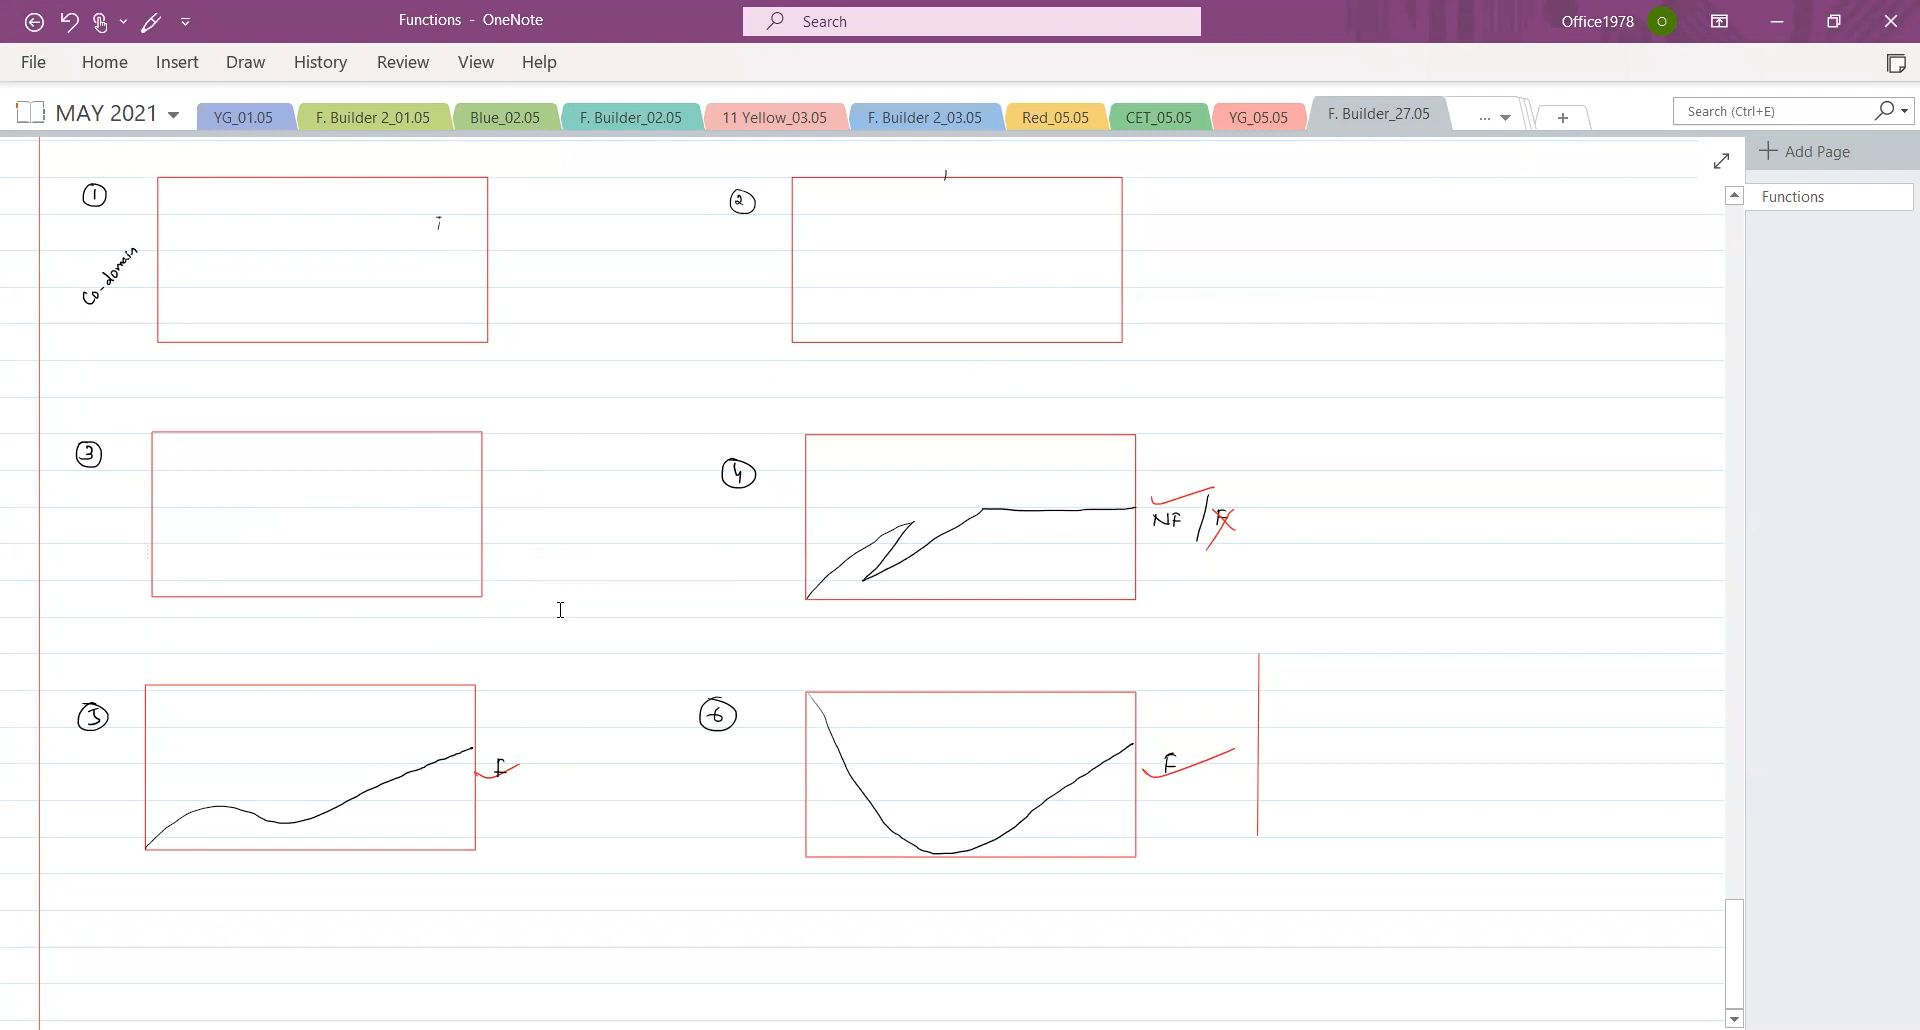 Functions - OneNote
Search
Office1978
O
File Home Insert Draw History Review View Help
MAY 2021
YG_01.05
F. Builder 2_01.05
Blue_02.05
F. Builder_02.05
11 Yellow_03.05
F. Builder 2_03.05
Red_05.05
CET_05.05
YG_05.05
F. Builder_27.05
...
+
Search (Ctrl+E)
Add Page
Functions
1
2
Co-domain
3
4
NF / F
5
F
6
F